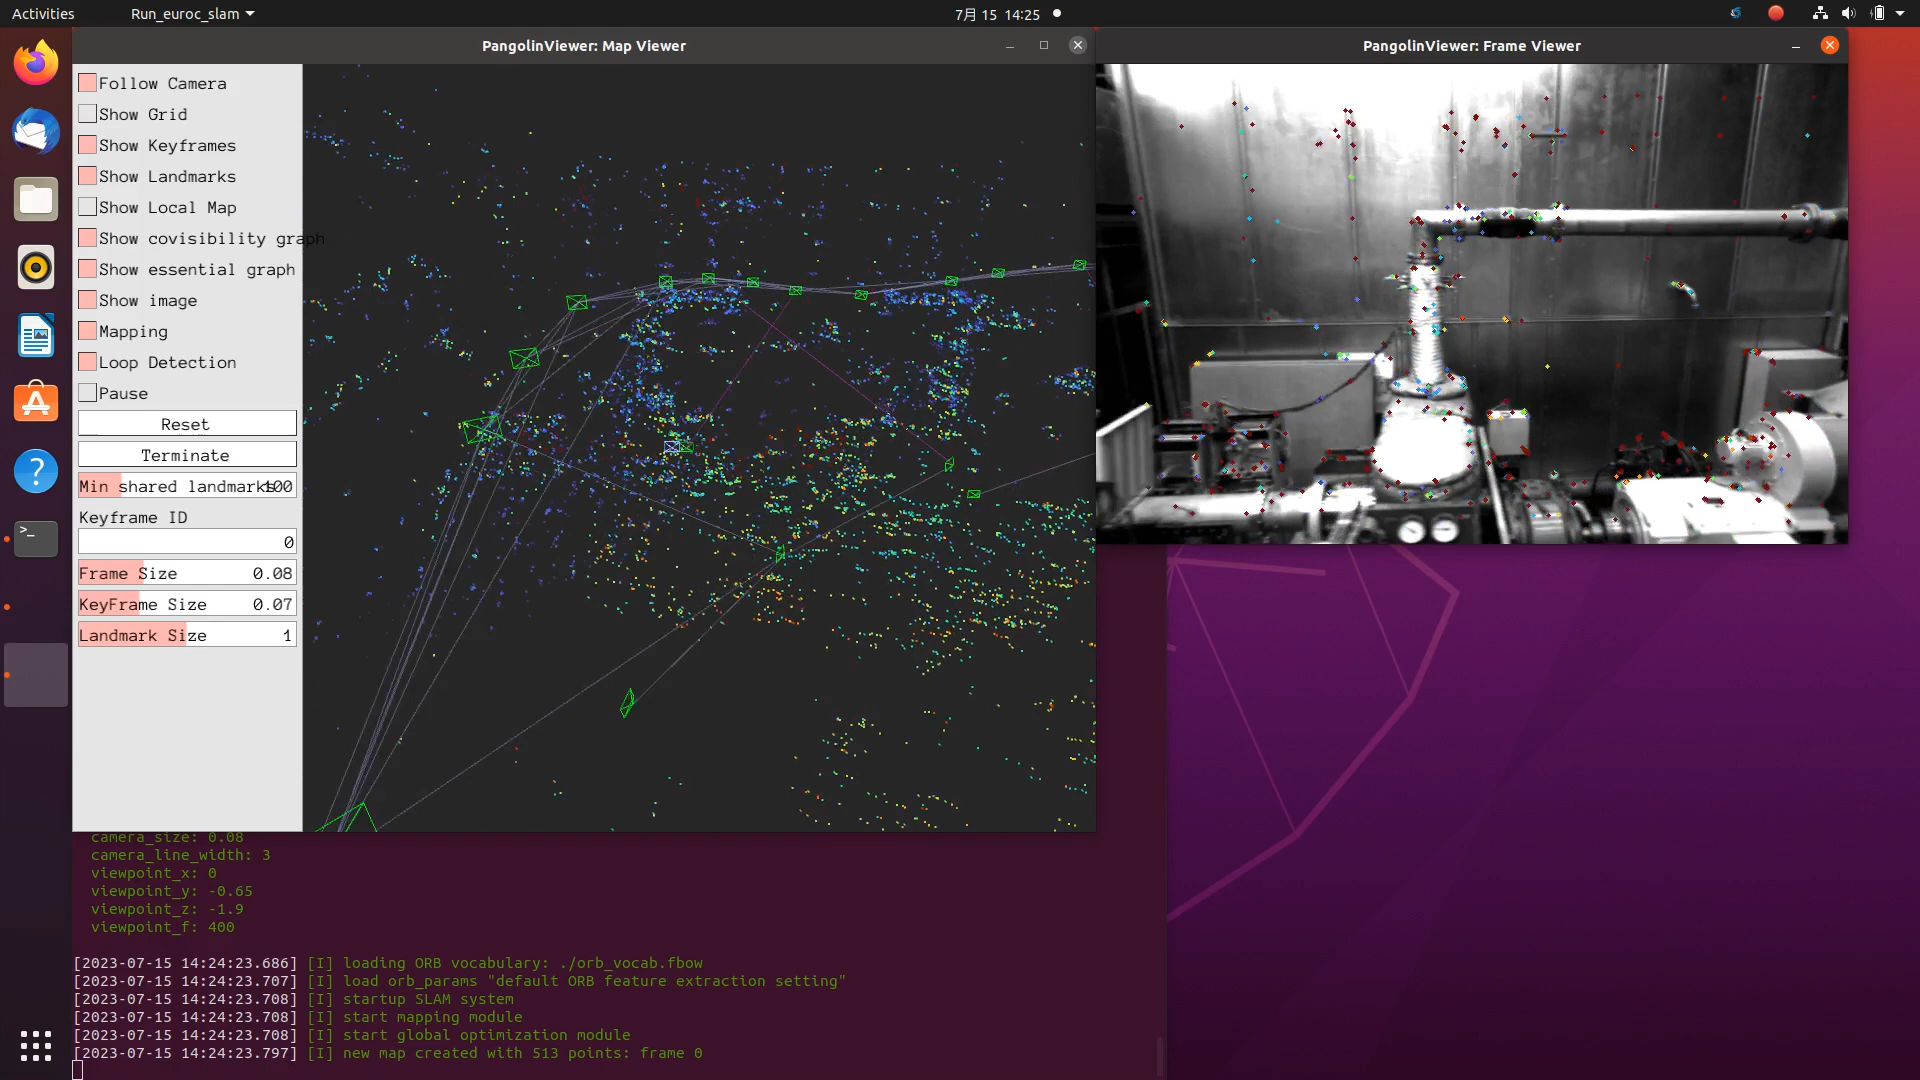 Activities
Run_euroc_slam
7月 15 14:25
PangolinViewer: Map Viewer
PangolinViewer: Frame Viewer
Follow Camera
Show Grid
Show Keyframes
Show Landmarks
Show Local Map
Show covisibility graph
Show essential graph
Show image
Mapping
Loop Detection
Pause
Reset
Terminate
Min shared landmarks 100
Keyframe ID
0
Frame Size 0.08
KeyFrame Size 0.07
Landmark Size 1
camera_size: 0.08
camera_line_width: 3
viewpoint_x: 0
viewpoint_y: -0.65
viewpoint_z: -1.9
viewpoint_f: 400
[2023-07-15 14:24:23.686] [I] loading ORB vocabulary: ./orb_vocab.fbow
[2023-07-15 14:24:23.707] [I] load orb_params "default ORB feature extraction setting"
[2023-07-15 14:24:23.708] [I] startup SLAM system
[2023-07-15 14:24:23.708] [I] start mapping module
[2023-07-15 14:24:23.708] [I] start global optimization module
[2023-07-15 14:24:23.797] [I] new map created with 513 points: frame 0